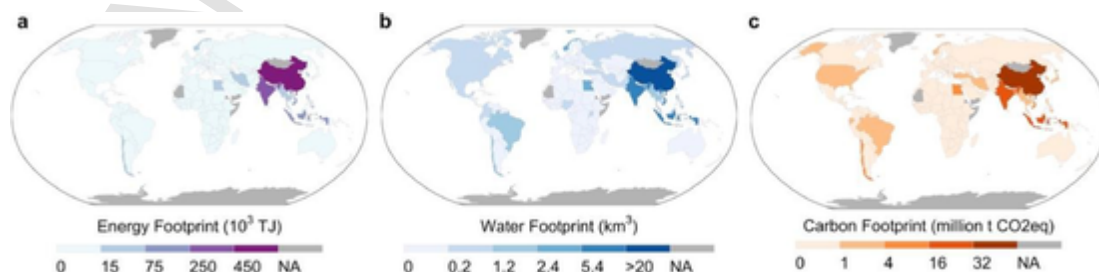 a
b
c
Energy Footprint (10³ TJ)
0 15 75 250 450 NA
Water Footprint (km³)
0 0.2 1.2 2.4 5.4 >20 NA
Carbon Footprint (million t CO2eq)
0 1 4 16 32 NA